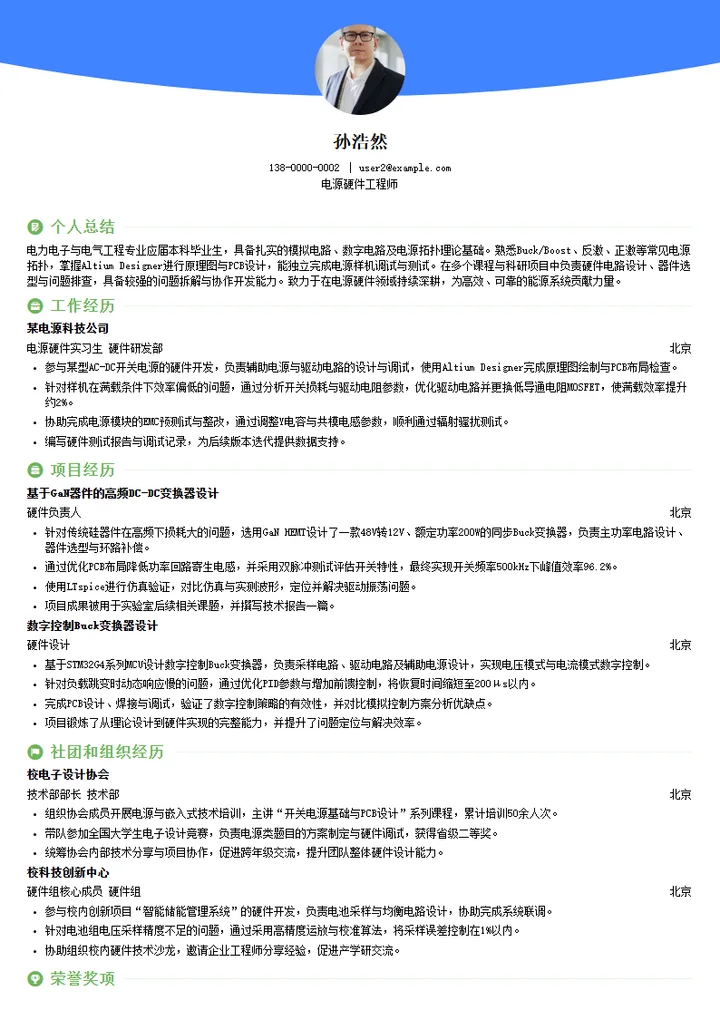 孙浩然
138-0000-0002 | user2@example.com
电源硬件工程师
个人总结
电力电子与电气工程专业应届本科毕业生，具备扎实的模拟电路、数字电路及电源拓扑理论基础。熟悉Buck/Boost、反激、正激等常见电源
拓扑，掌握Altium Designer进行原理图与PCB设计，能独立完成电源样机调试与测试。在多个课程与科研项目中负责硬件电路设计、器件选
型与问题排查，具备较强的问题拆解与协作开发能力。致力于在电源硬件领域持续深耕，为高效、可靠的能源系统贡献力量。
工作经历
某电源科技公司
电源硬件实习生 硬件研发部 北京
• 参与某型AC-DC开关电源的硬件开发，负责辅助电源与驱动电路的设计与调试，使用Altium Designer完成原理图绘制与PCB布局检查。
• 针对样机在满载条件下效率偏低的问题，通过分析开关损耗与驱动电阻参数，优化驱动电路并更换低导通电阻MOSFET，使满载效率提升
约2%。
• 协助完成电源模块的EMC预测试与整改，通过调整Y电容与共模电感参数，顺利通过辐射骚扰测试。
• 编写硬件测试报告与调试记录，为后续版本迭代提供数据支持。
项目经历
基于GaN器件的高频DC-DC变换器设计
硬件负责人 北京
• 针对传统硅器件在高频下损耗大的问题，选用GaN HEMT设计了一款48V转12V、额定功率200W的同步Buck变换器，负责主功率电路设计、
器件选型与环路补偿。
• 通过优化PCB布局降低功率回路寄生电感，并采用双脉冲测试评估开关特性，最终实现开关频率500kHz下峰值效率96.2%。
• 使用LTspice进行仿真验证，对比仿真与实测波形，定位并解决驱动振荡问题。
• 项目成果被用于实验室后续相关课题，并撰写技术报告一篇。
数字控制Buck变换器设计
硬件设计 北京
• 基于STM32G4系列MCU设计数字控制Buck变换器，负责采样电路、驱动电路及辅助电源设计，实现电压模式与电流模式数字控制。
• 针对负载跳变时动态响应慢的问题，通过优化PID参数与增加前馈控制，将恢复时间缩短至200μs以内。
• 完成PCB设计、焊接与调试，验证了数字控制策略的有效性，并对比模拟控制方案分析优缺点。
• 项目锻炼了从理论设计到硬件实现的完整能力，并提升了问题定位与解决效率。
社团和组织经历
校电子设计协会
技术部部长 技术部 北京
• 组织协会成员开展电源与嵌入式技术培训，主讲“开关电源基础与PCB设计”系列课程，累计培训50余人次。
• 带队参加全国大学生电子设计竞赛，负责电源类题目的方案制定与硬件调试，获得省级二等奖。
• 统筹协会内部技术分享与项目协作，促进跨年级交流，提升团队整体硬件设计能力。
校科技创新中心
硬件组核心成员 硬件组 北京
• 参与校内创新项目“智能储能管理系统”的硬件开发，负责电池采样与均衡电路设计，协助完成系统联调。
• 针对电池组电压采样精度不足的问题，通过采用高精度运放与校准算法，将采样误差控制在1%以内。
• 协助组织校内硬件技术沙龙，邀请企业工程师分享经验，促进产学研交流。
荣誉奖项